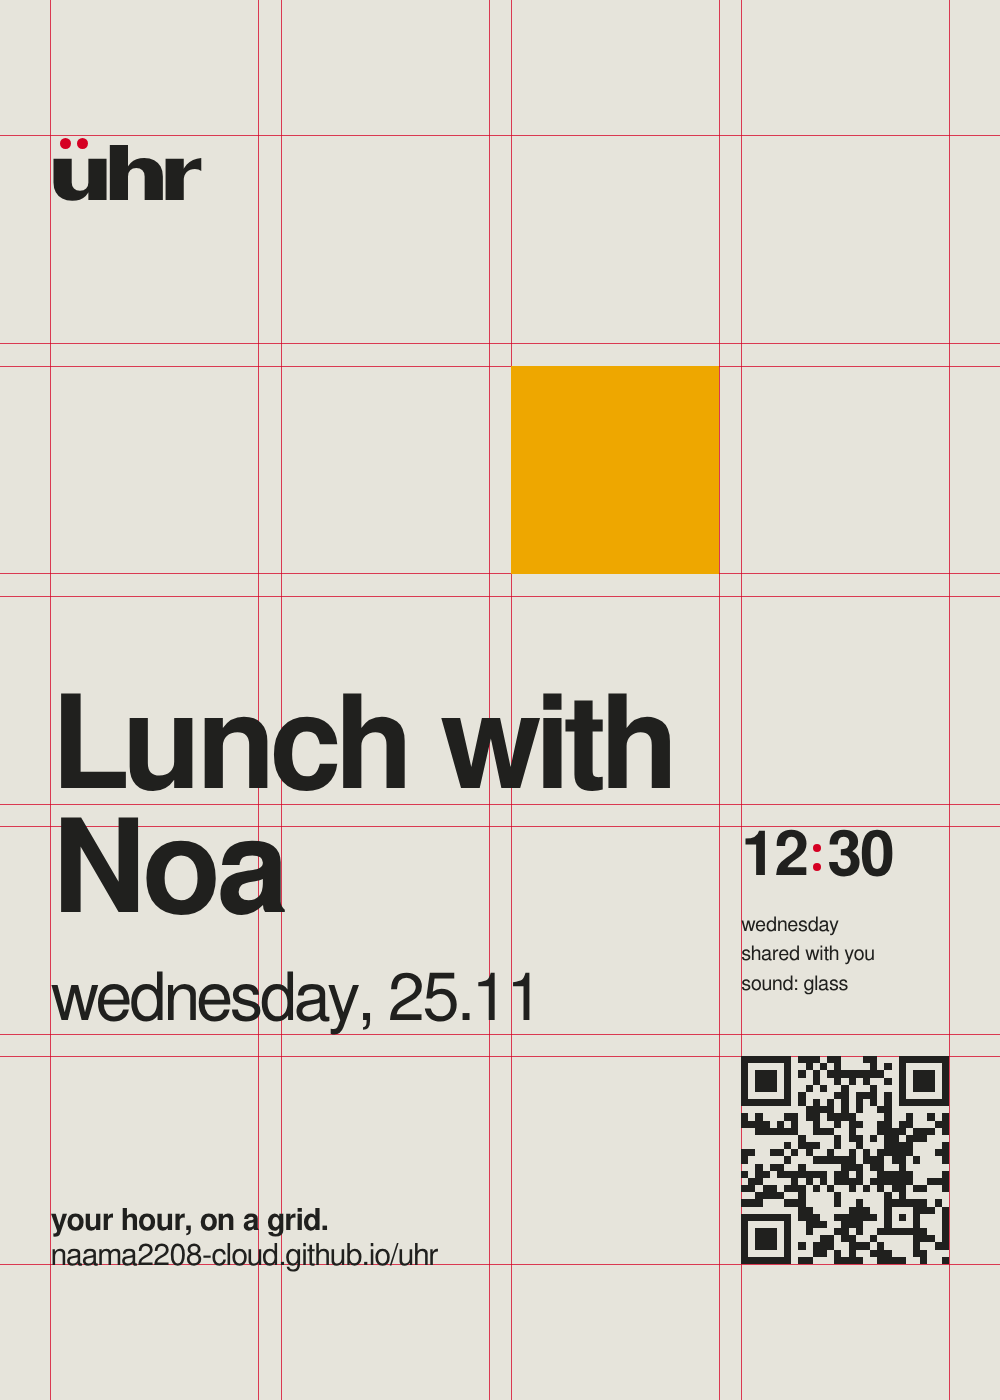 ühr
Lunch with
Noa
wednesday, 25.11
12:30
wednesday
shared with you
sound: glass
your hour, on a grid.
naama2208-cloud.github.io/uhr